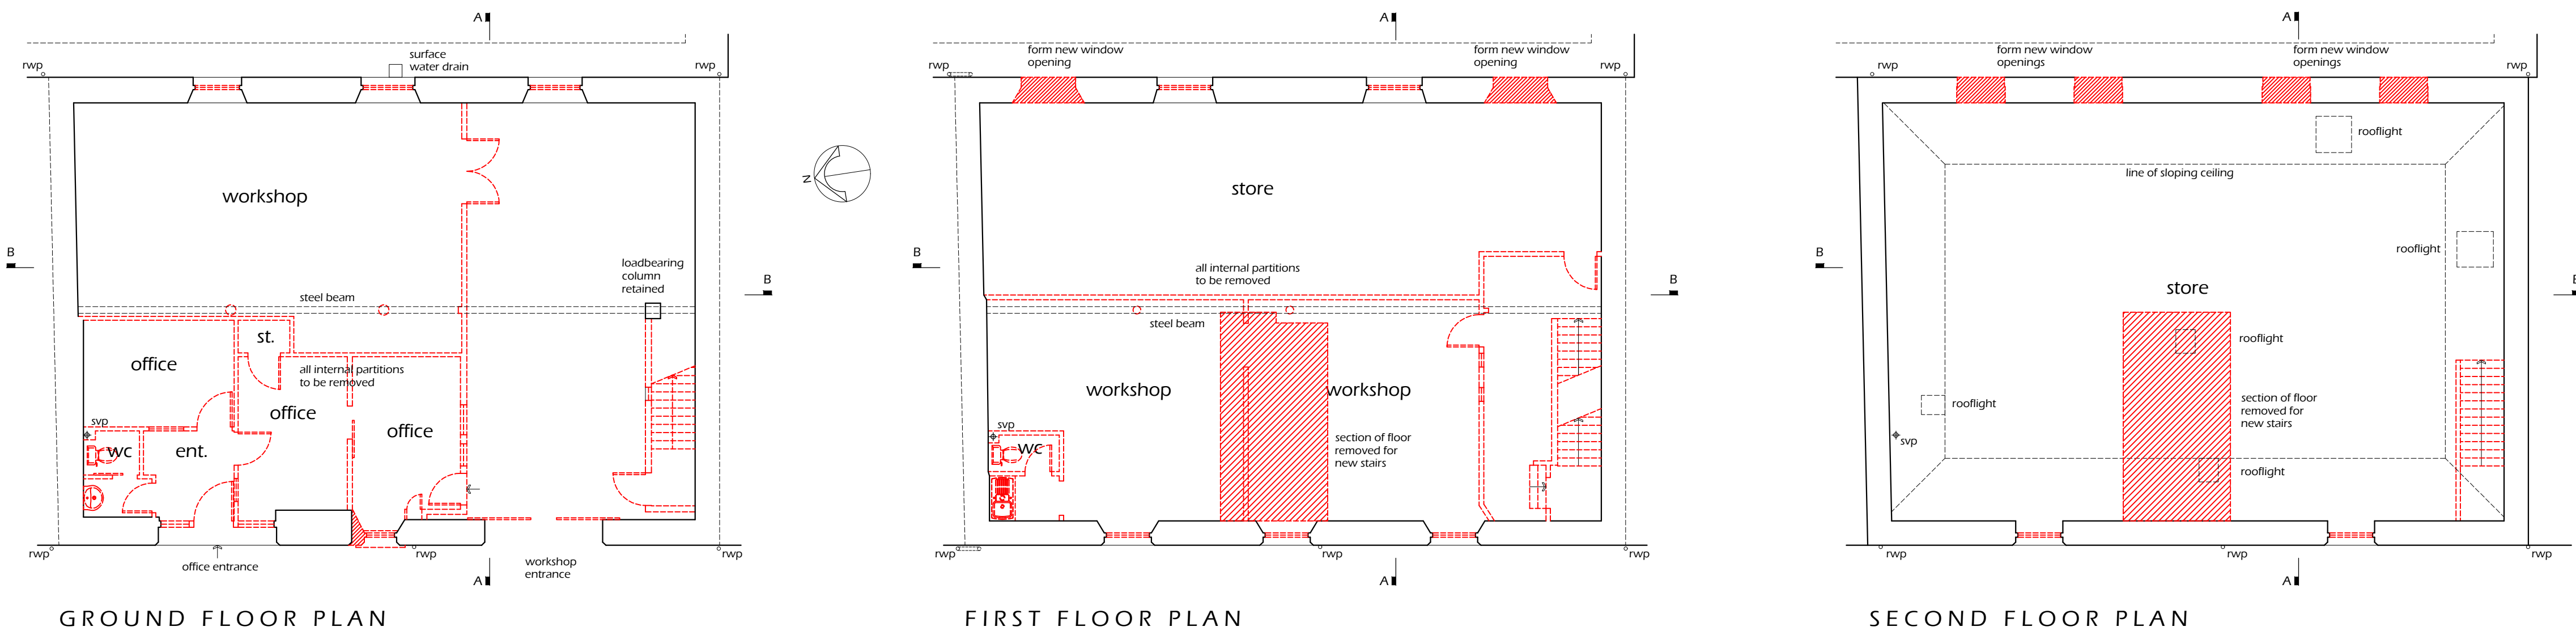 A
surface
water drain
rwp
rwp
workshop
N
B
loadbearing
column
retained
B
steel beam
st.
office
all internal partitions
to be removed
office
svp
office
wc
ent.
rwp
rwp
rwp
office entrance
workshop
entrance
A
GROUND FLOOR PLAN
A
form new window
opening
form new window
opening
rwp
rwp
store
B
all internal partitions
to be removed
B
steel beam
workshop
workshop
svp
wc
section of floor
removed for
new stairs
rwp
rwp
rwp
A
FIRST FLOOR PLAN
A
form new window
openings
form new window
openings
rwp
rwp
rooflight
line of sloping ceiling
rooflight
B
store
B
rooflight
rooflight
section of floor
removed for
new stairs
svp
rooflight
rwp
rwp
rwp
A
SECOND FLOOR PLAN